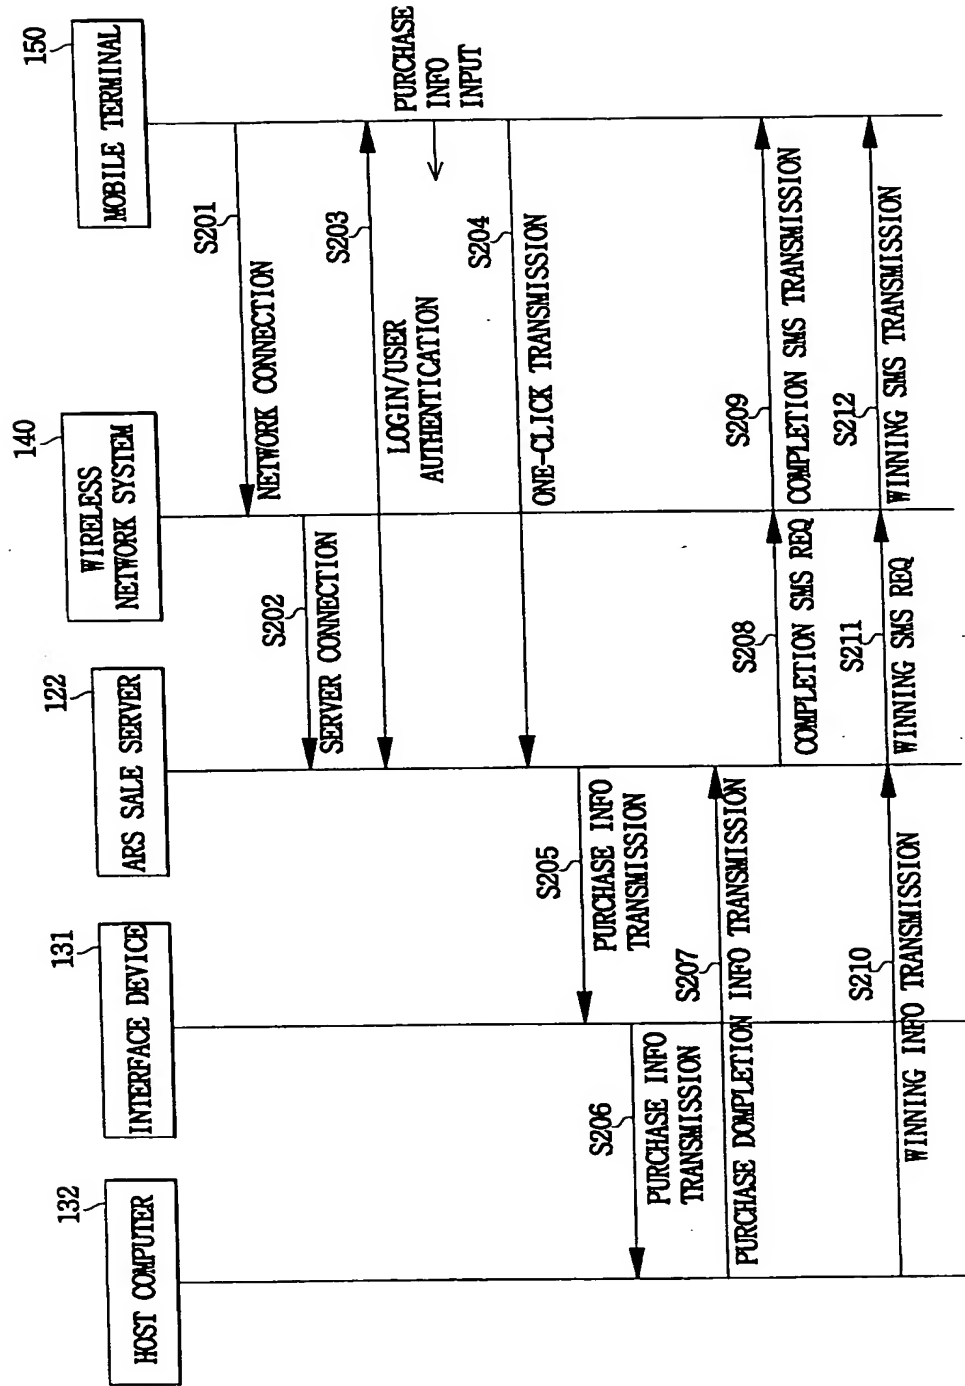 132
HOST COMPUTER
131
INTERFACE DEVICE
122
ARS SALE SERVER
140
WIRELESS
NETWORK SYSTEM
150
MOBILE TERMINAL
S201
NETWORK CONNECTION
S202
SERVER CONNECTION
S203
LOGIN/USER
AUTHENTICATION
PURCHASE
INFO
INPUT
S204
ONE-CLICK TRANSMISSION
S205
PURCHASE INFO
TRANSMISSION
S206
PURCHASE INFO
TRANSMISSION
S207
PURCHASE DOMPLETION INFO TRANSMISSION
S208
COMPLETION SMS REQ
S209
COMPLETION SMS TRANSMISSION
S210
WINNING INFO TRANSMISSION
S211
WINNING SMS REQ
S212
WINNING SMS TRANSMISSION